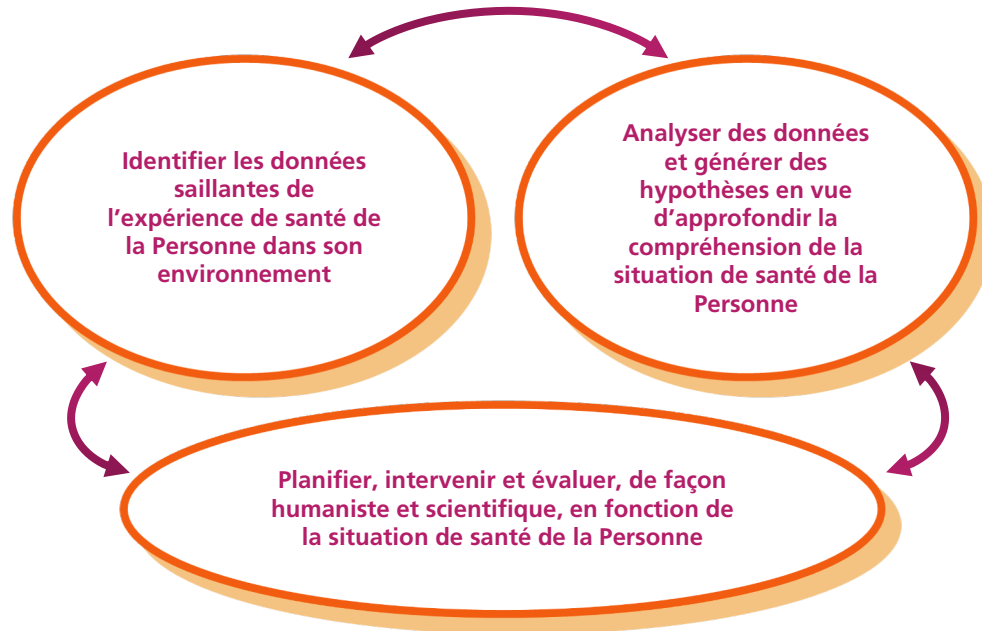 Identifier les données
saillantes de
l’expérience de santé de
la Personne dans son
environnement
Analyser des données
et générer des
hypothèses en vue
d’approfondir la
compréhension de la
situation de santé de la
Personne
Planifier, intervenir et évaluer, de façon
humaniste et scientifique, en fonction de
la situation de santé de la Personne